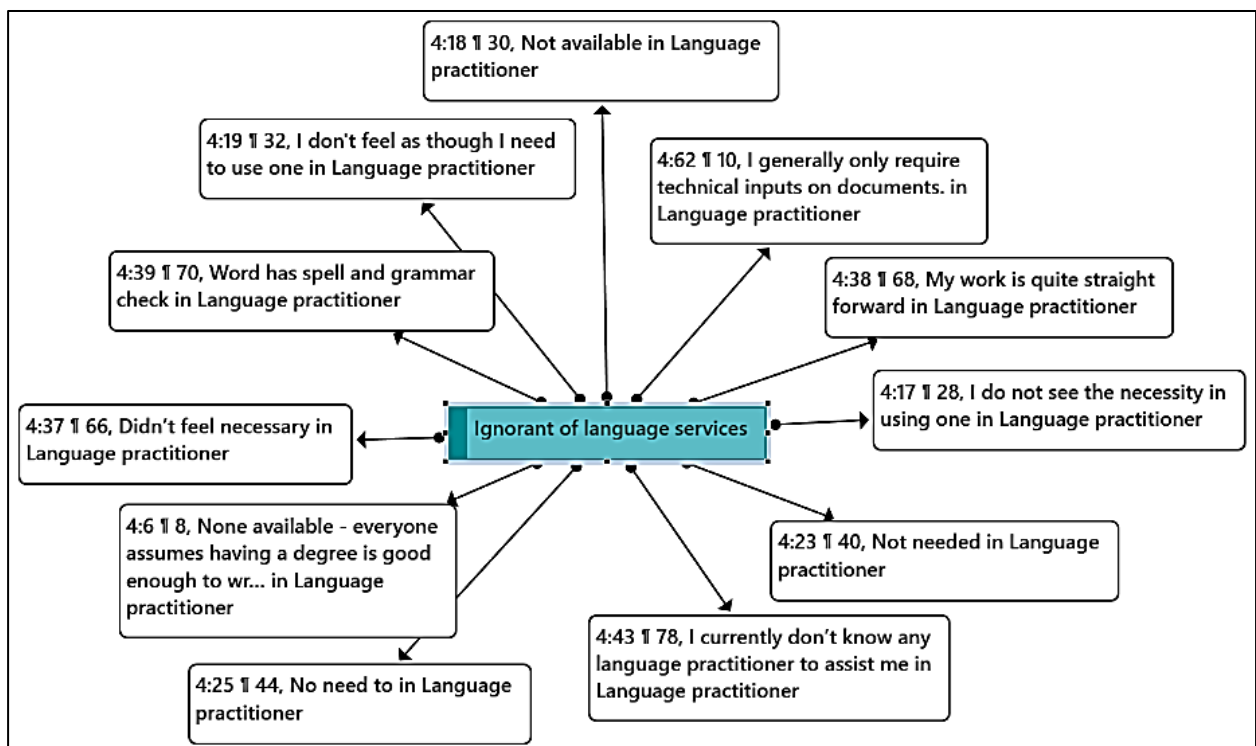 4:18 ¶ 30, Not available in Language
practitioner
4:19 ¶ 32, I don't feel as though I need
to use one in Language practitioner
4:62 ¶ 10, I generally only require
technical inputs on documents. in
Language practitioner
4:39 ¶ 70, Word has spell and grammar
check in Language practitioner
4:38 ¶ 68, My work is quite straight
forward in Language practitioner
4:17 ¶ 28, I do not see the necessity in
using one in Language practitioner
4:37 ¶ 66, Didn’t feel necessary in
Language practitioner
Ignorant of language services
4:6 ¶ 8, None available - everyone
assumes having a degree is good
enough to wr... in Language
practitioner
4:23 ¶ 40, Not needed in Language
practitioner
4:43 ¶ 78, I currently don’t know any
language practitioner to assist me in
Language practitioner
4:25 ¶ 44, No need to in Language
practitioner